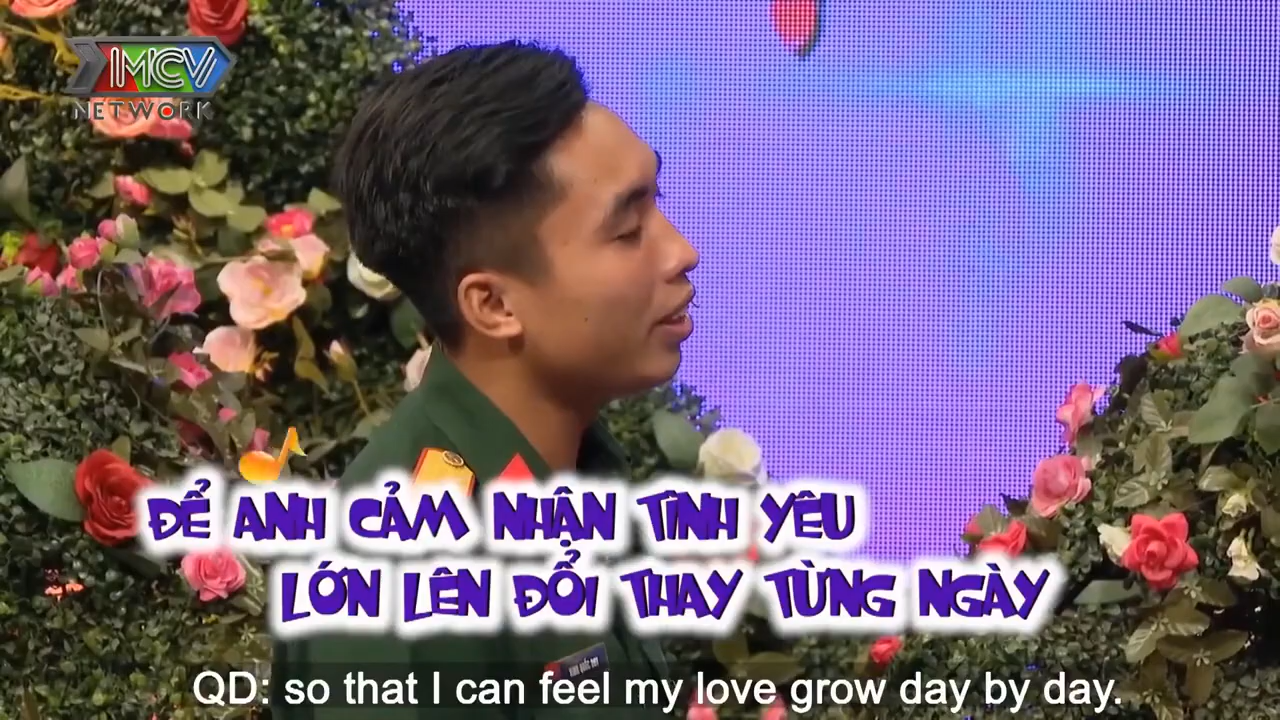 MCV
NETWORK
ĐỂ ANH CẢM NHẬN TÌNH YÊU
LỚN LÊN ĐỔI THAY TỪNG NGÀY
QD: so that I can feel my love grow day by day.